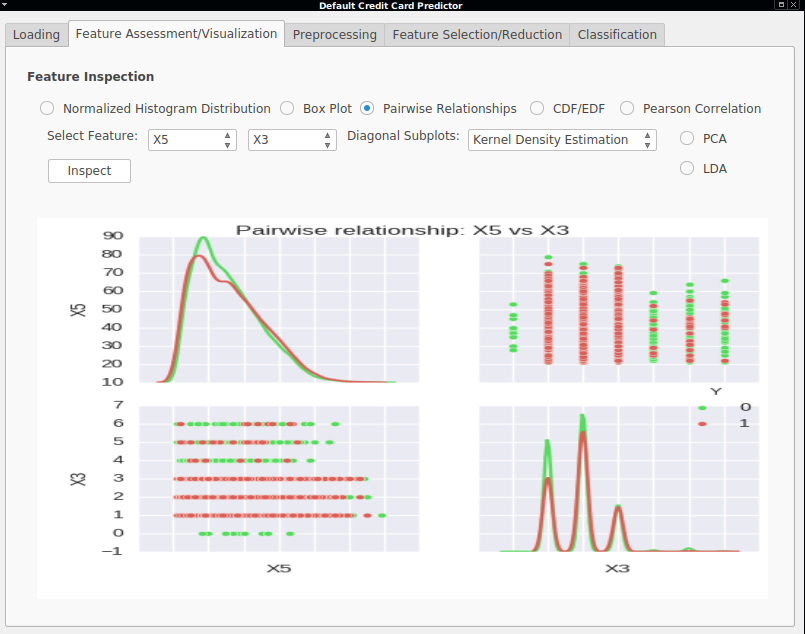 Default Credit Card Predictor
Loading Feature Assessment/Visualization Preprocessing Feature Selection/Reduction Classification
Feature Inspection
Normalized Histogram Distribution Box Plot Pairwise Relationships CDF/EDF Pearson Correlation
Select Feature: X5 X3 Diagonal Subplots: Kernel Density Estimation PCA
Inspect LDA
Pairwise relationship: X5 vs X3
90
80
70
60
X5
50
40
30
20
10
Y
7
0
6
1
5
4
X3
3
2
1
0
−1
X5 X3